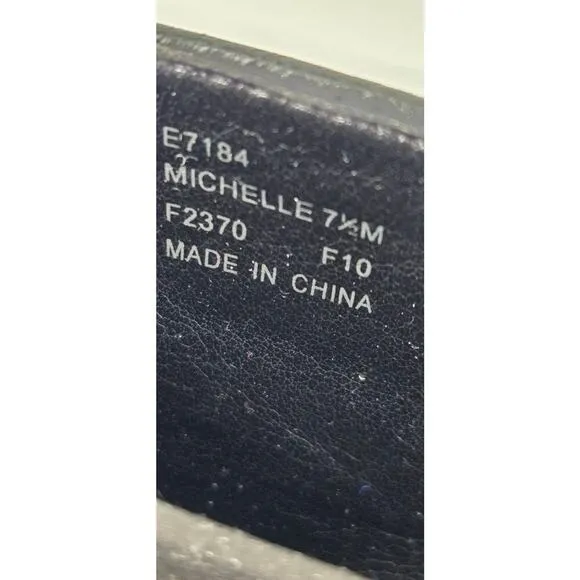 E7184
MICHELLE 7½M
F2370 F10
MADE IN CHINA